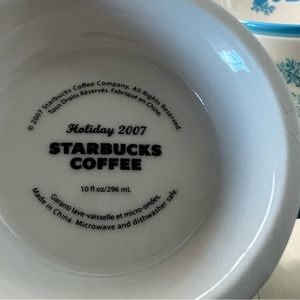 © 2007 Starbucks Coffee Company. All Rights Reserved.
Tous Droits Réservés. Fabriqué en Chine.
Holiday 2007
STARBUCKS
COFFEE
10 fl oz/296 mL
Garanti lave-vaisselle et micro-ondes.
Made in China. Microwave and dishwasher safe.